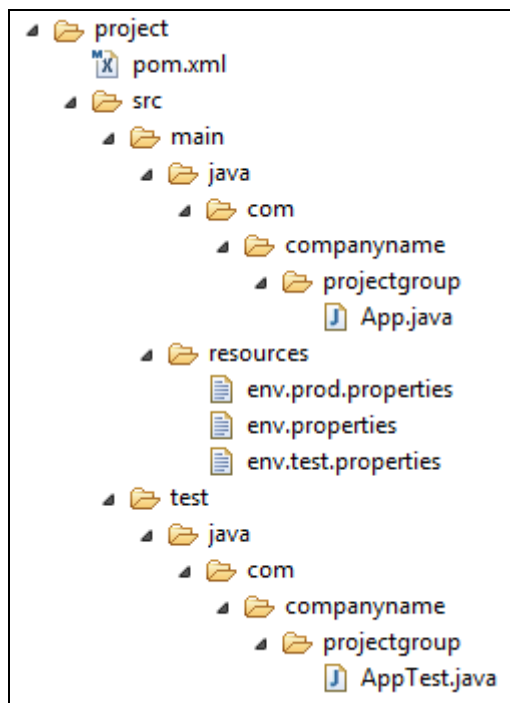 project
pom.xml
src
main
java
com
companyname
projectgroup
App.java
resources
env.prod.properties
env.properties
env.test.properties
test
java
com
companyname
projectgroup
AppTest.java